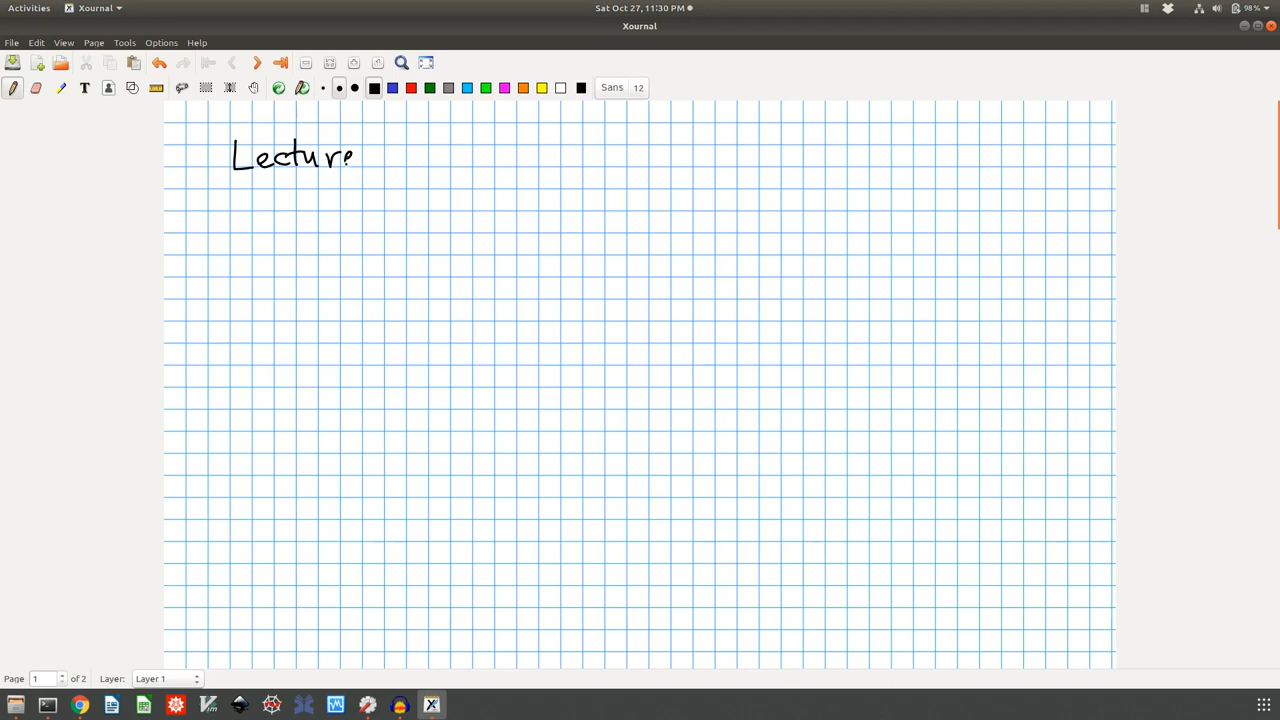 Activities Xournal Sat Oct 27, 11:30 PM 98%
Xournal
File Edit View Page Tools Options Help
T Sans 12
Lecture
Page 1 of 2 Layer: Layer 1